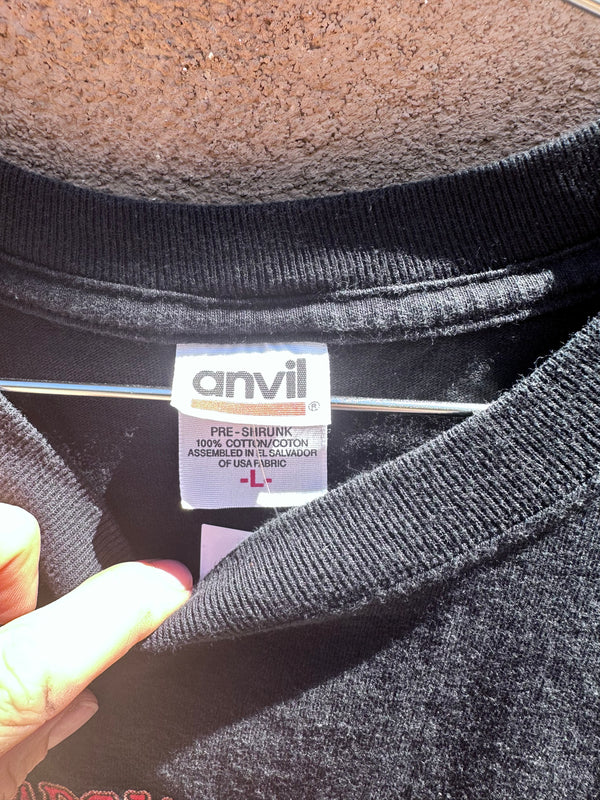 anvil®
PRE-SHRUNK
100% COTTON/COTON
ASSEMBLED IN EL SALVADOR
OF USA FABRIC
-L-